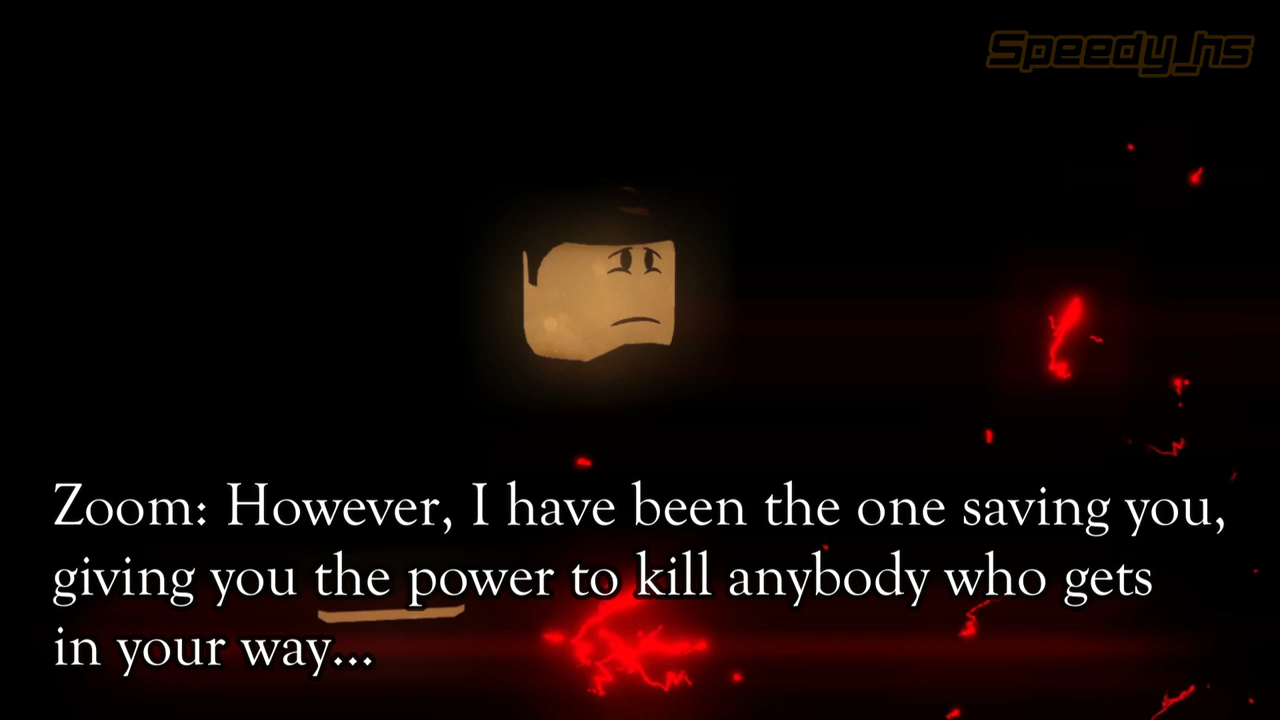 Speedy_hs
Zoom: However, I have been the one saving you,
giving you the power to kill anybody who gets
in your way...